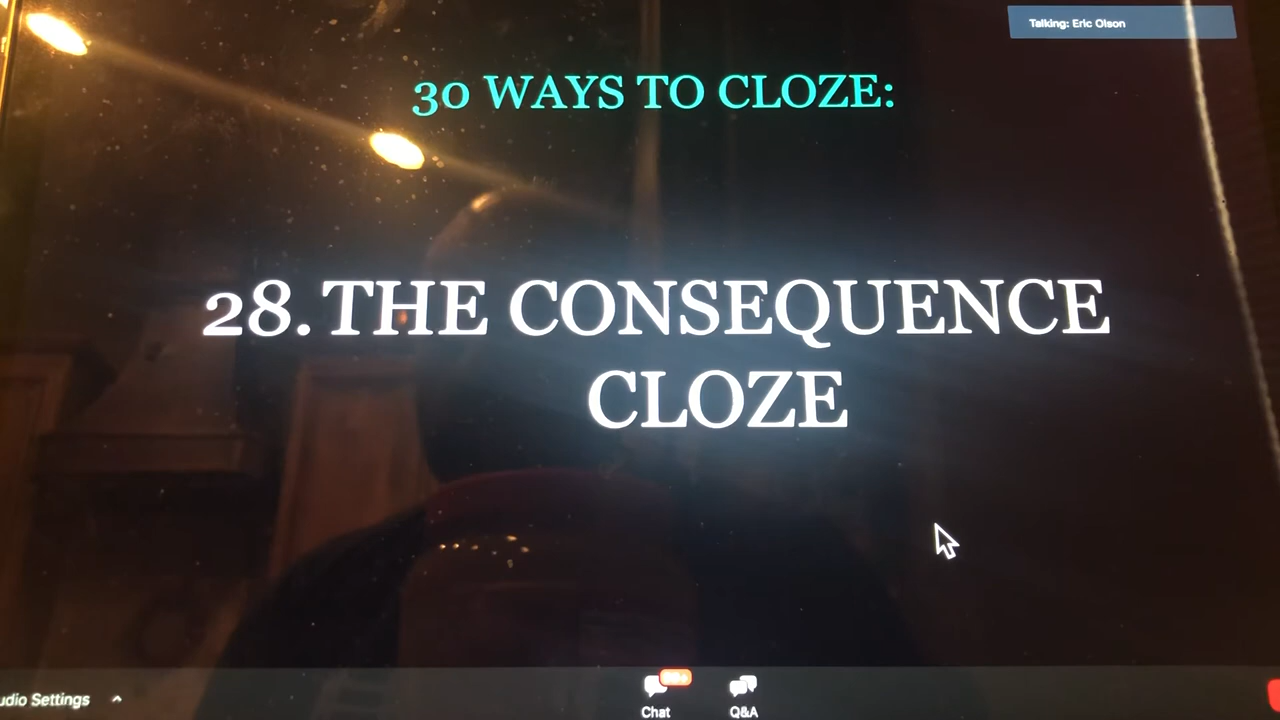 Talking: Eric Olson
30 WAYS TO CLOZE:
28. THE CONSEQUENCE
CLOZE
udio Settings
Chat
Q&A